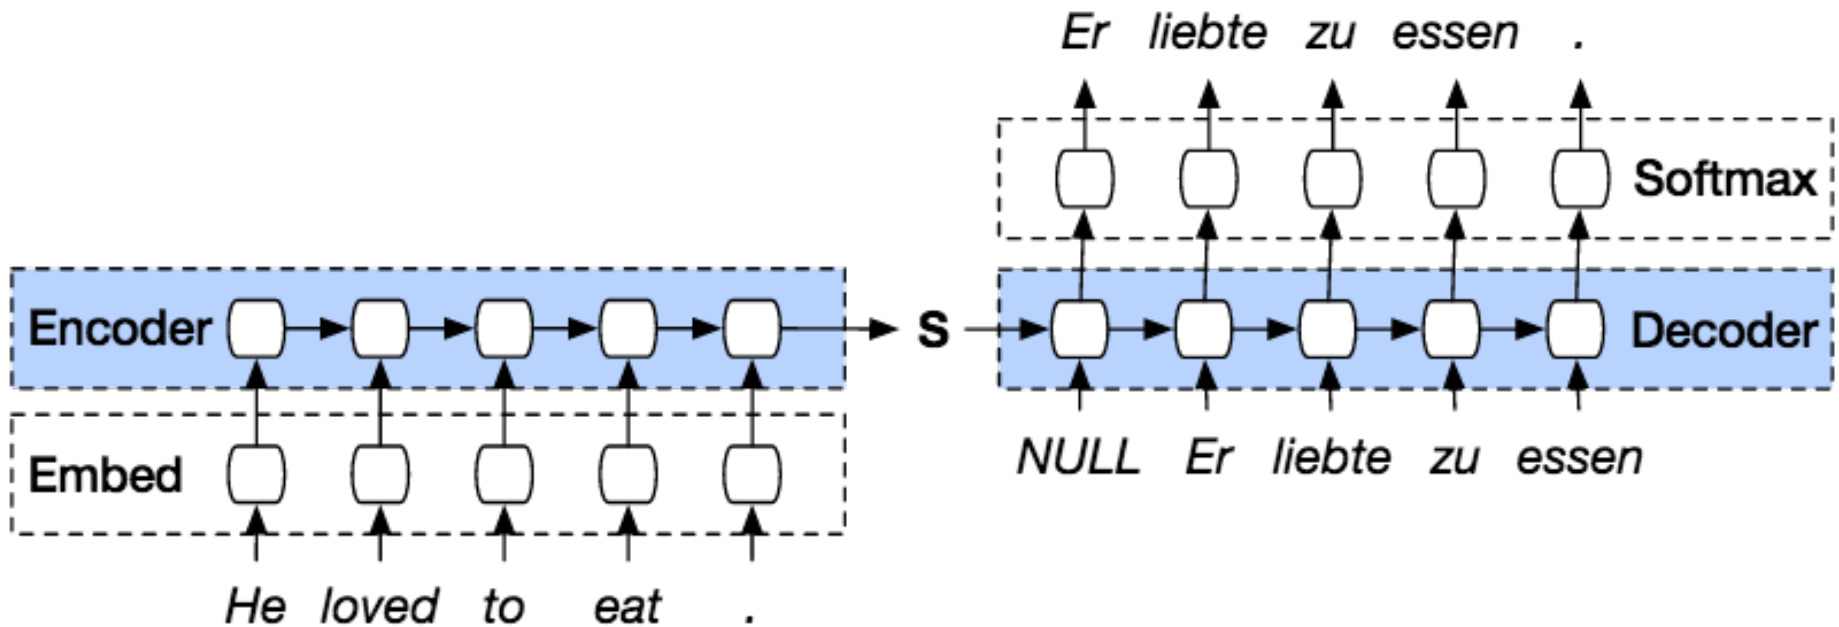 Er liebte zu essen .
Softmax
Encoder
S
Decoder
Embed
NULL Er liebte zu essen
He loved to eat .